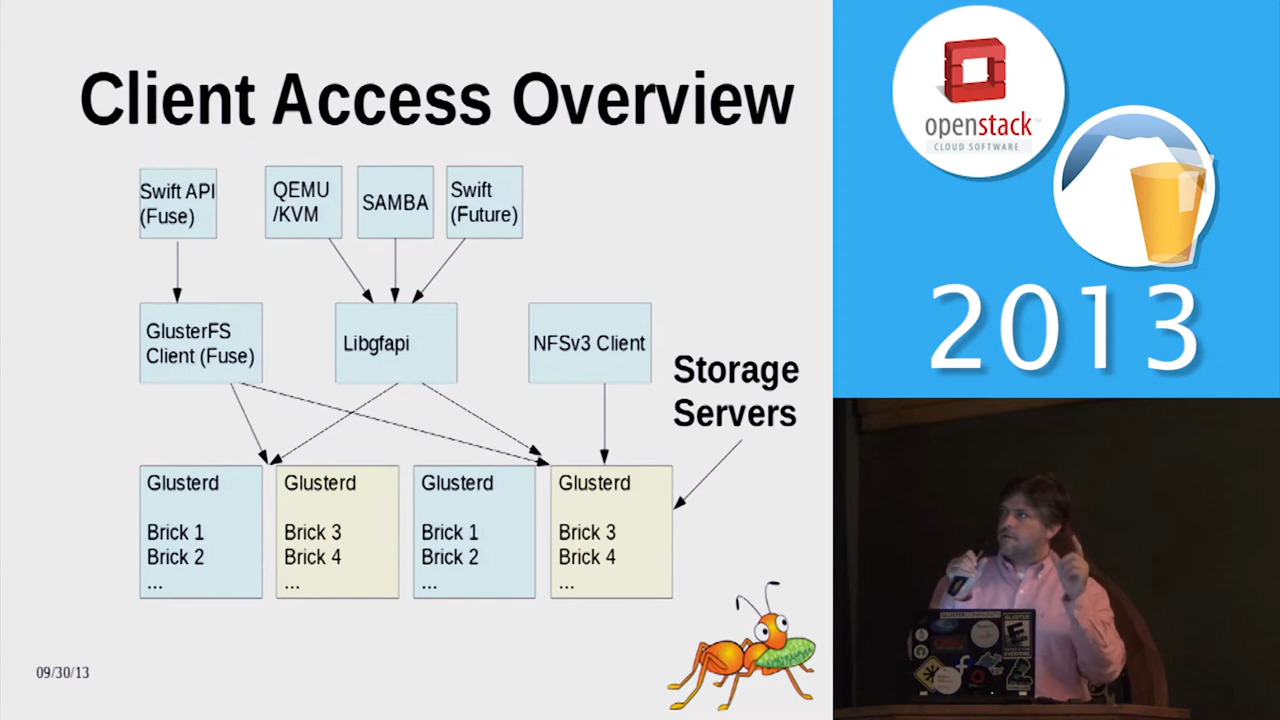 Client Access Overview
Swift API
(Fuse)
QEMU
/KVM
SAMBA
Swift
(Future)
GlusterFS
Client (Fuse)
Libgfapi
NFSv3 Client
Storage
Servers
Glusterd
Brick 1
Brick 2
...
Glusterd
Brick 3
Brick 4
...
Glusterd
Brick 1
Brick 2
...
Glusterd
Brick 3
Brick 4
...
09/30/13
openstack
CLOUD SOFTWARE
2013
GLUSTER
E